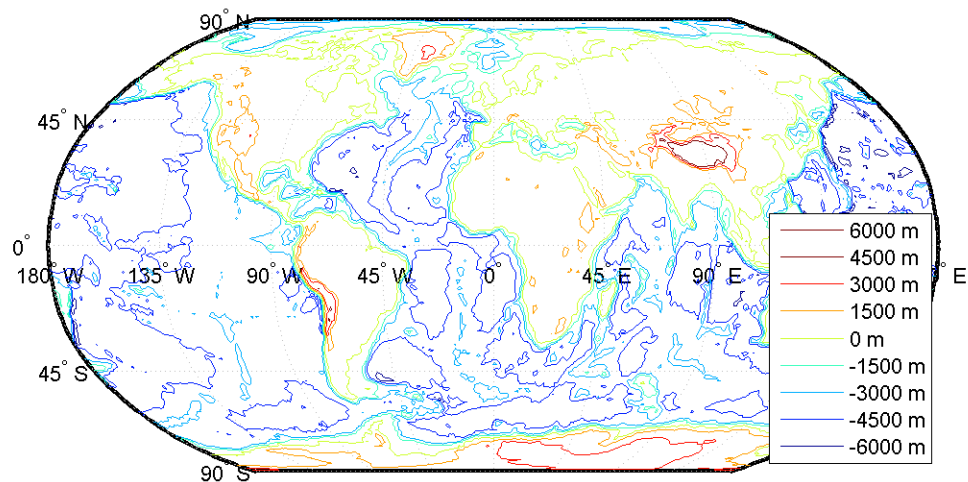 90° N
45° N
0°
180° W
135° W
90° W
45° W
0°
45° E
90° E
° E
45° S
90° S
6000 m
4500 m
3000 m
1500 m
0 m
-1500 m
-3000 m
-4500 m
-6000 m